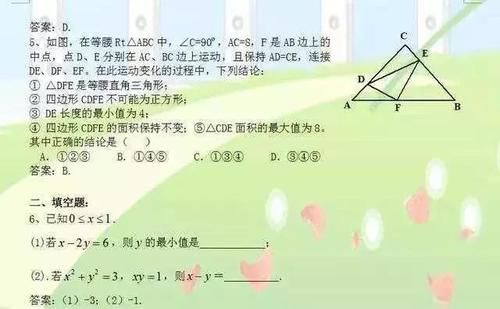 答案：D.
5、如图，在等腰Rt△ABC中，∠C=90°，AC=8，F是AB边上的
中点，点D、E分别在AC、BC边上运动，且保持AD=CE，连接
DE、DF、EF。在此运动变化的过程中，下列结论：
① △DFE是等腰直角三角形；
② 四边形CDFE不可能为正方形；
③ DE长度的最小值为4；
④ 四边形CDFE的面积保持不变；⑤△CDE面积的最大值为8。
其中正确的结论是（ ）
A．①②③ B．①④⑤ C．①③④ D．③④⑤
答案：B.
C
E
D
A F B
二、填空题：
6、已知0≤x≤1.
(1)若x－2y＝6，则y的最小值是________；
(2).若x²＋y²＝3，xy＝1，则x－y＝________.
答案：(1)-3；(2)-1.